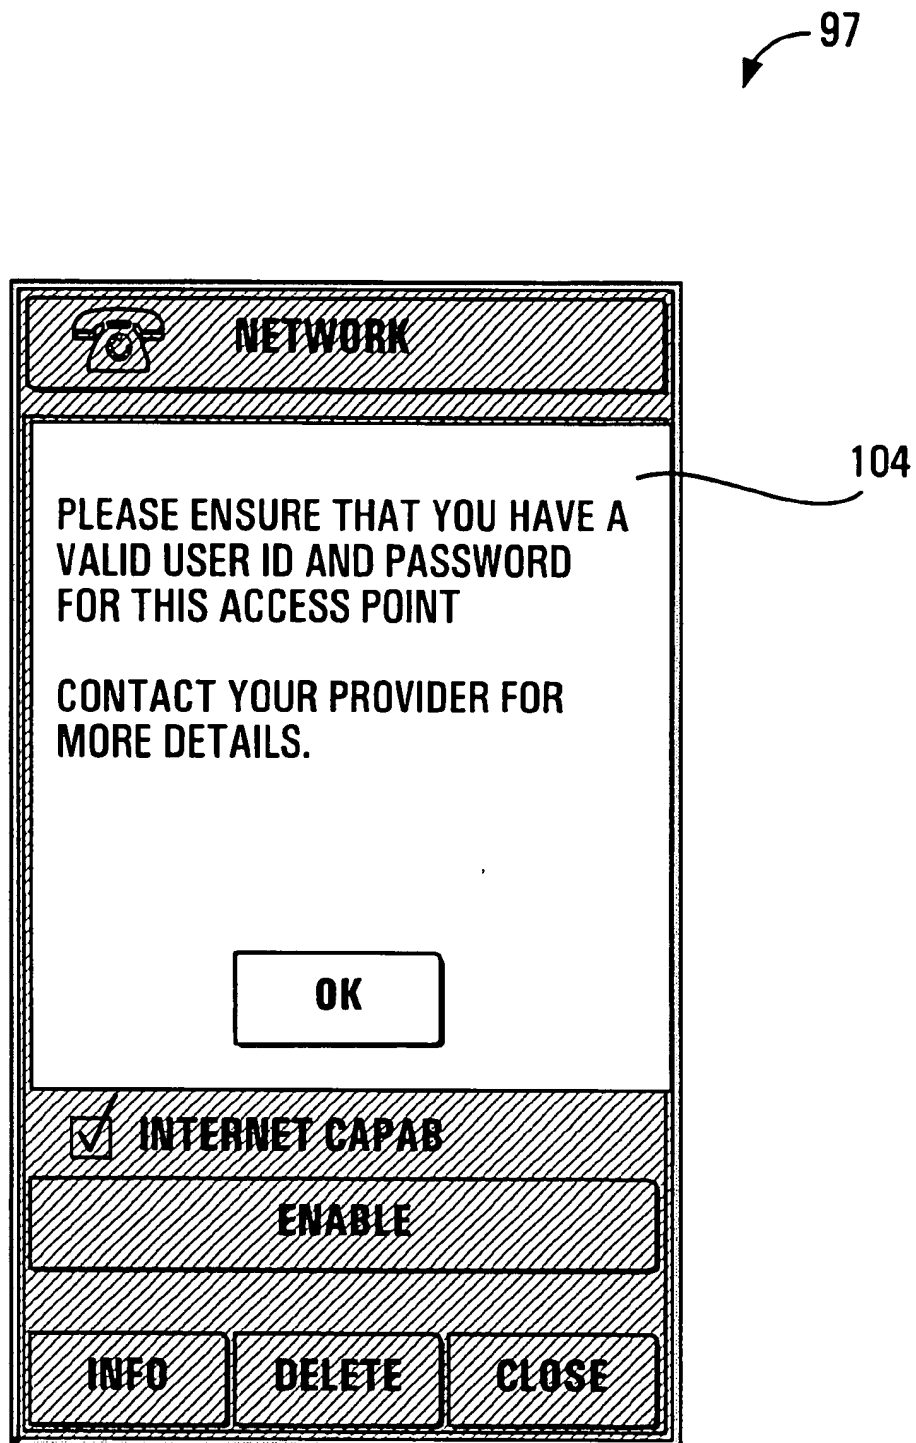 97
NETWORK
104
PLEASE ENSURE THAT YOU HAVE A
VALID USER ID AND PASSWORD
FOR THIS ACCESS POINT
CONTACT YOUR PROVIDER FOR
MORE DETAILS.
OK
INTERNET CAPAB
ENABLE
INFO
DELETE
CLOSE